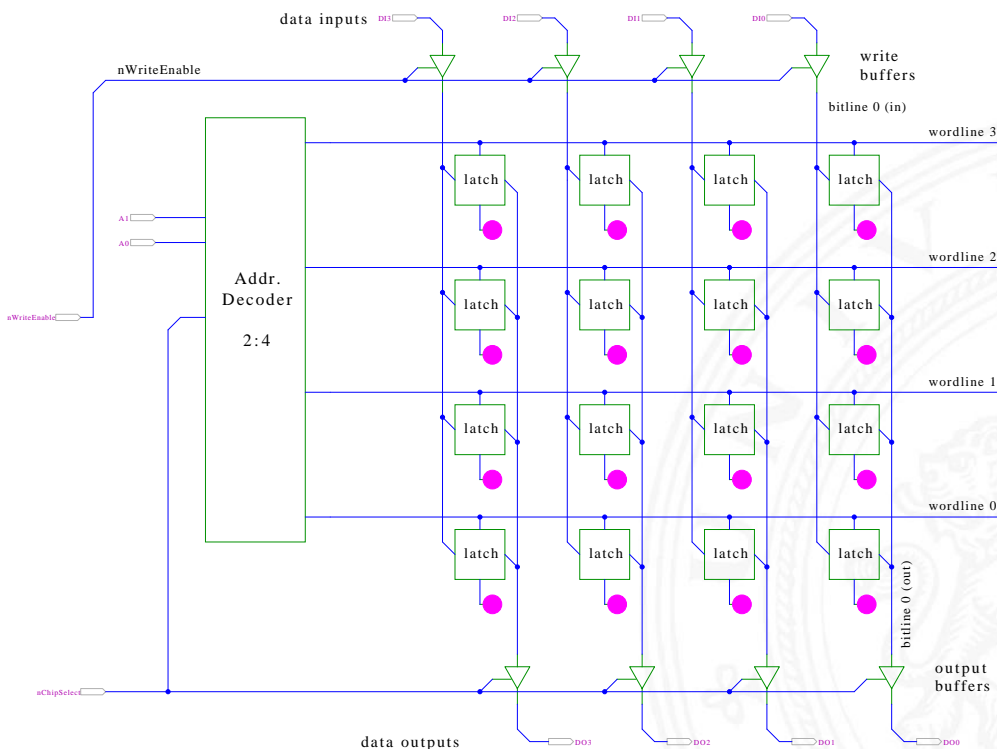 data inputs
DI3
DI2
DI1
DI0
nWriteEnable
write
buffers
bitline 0 (in)
wordline 3
latch latch latch latch
A1
A0
wordline 2
Addr.
Decoder
2:4
latch latch latch latch
nWriteEnable
wordline 1
latch latch latch latch
wordline 0
latch latch latch latch
bitline 0 (out)
output
buffers
nChipSelect
data outputs
DO3
DO2
DO1
DO0